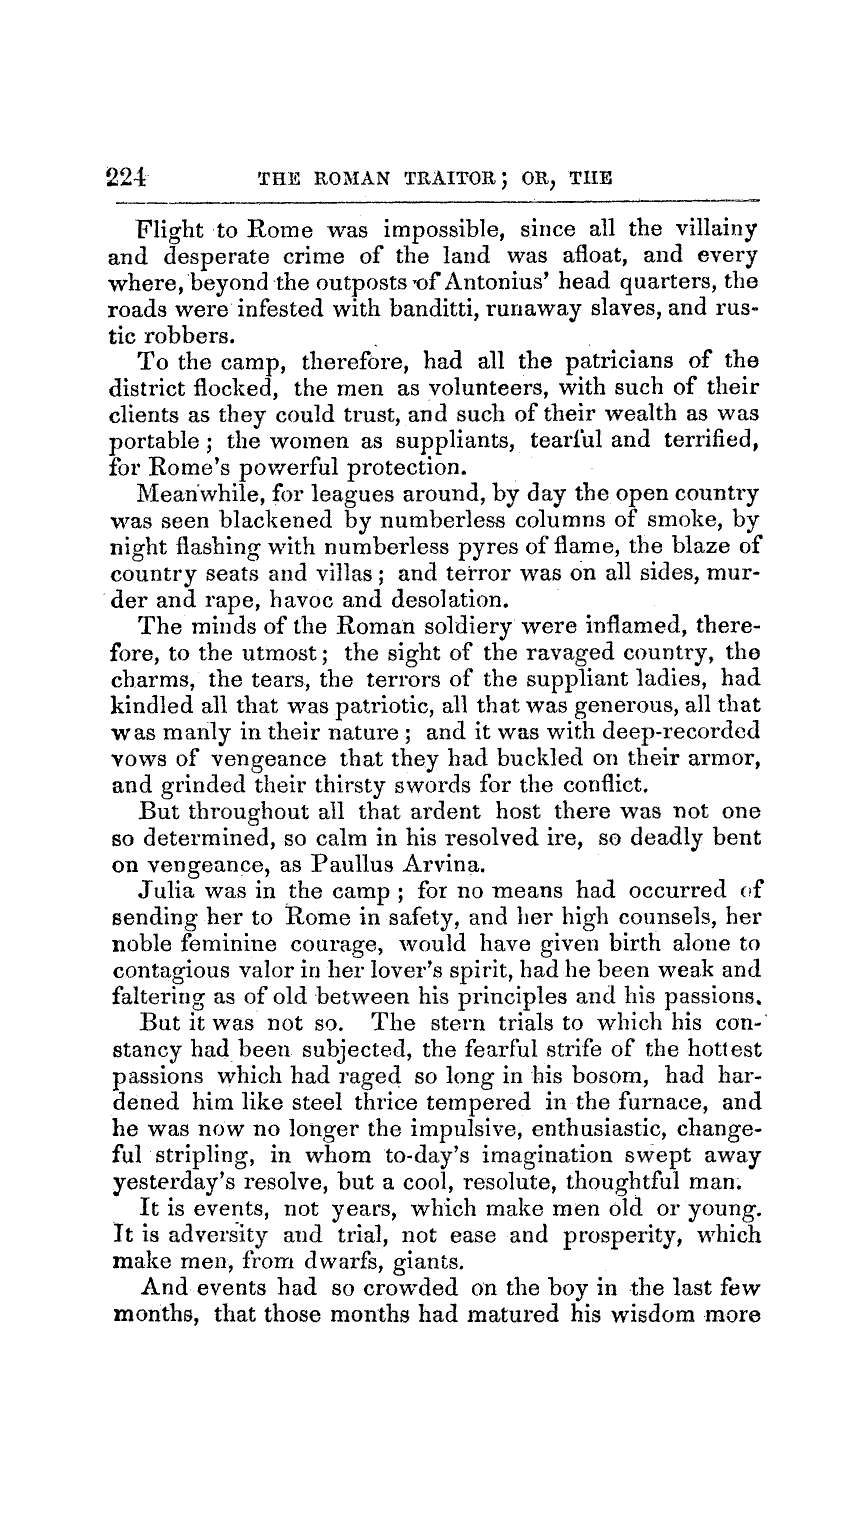 224 THE ROMAN TRAITOR; OR, THE
Flight to Rome was impossible, since all the villainy
and desperate crime of the land was afloat, and every
where, beyond the outposts of Antonius' head quarters, the
roads were infested with banditti, runaway slaves, and rus-
tic robbers.
To the camp, therefore, had all the patricians of the
district flocked, the men as volunteers, with such of their
clients as they could trust, and such of their wealth as was
portable; the women as suppliants, tearful and terrified,
for Rome's powerful protection.
Meanwhile, for leagues around, by day the open country
was seen blackened by numberless columns of smoke, by
night flashing with numberless pyres of flame, the blaze of
country seats and villas; and terror was on all sides, mur-
der and rape, havoc and desolation.
The minds of the Roman soldiery were inflamed, there-
fore, to the utmost; the sight of the ravaged country, the
charms, the tears, the terrors of the suppliant ladies, had
kindled all that was patriotic, all that was generous, all that
was manly in their nature; and it was with deep-recorded
vows of vengeance that they had buckled on their armor,
and grinded their thirsty swords for the conflict.
But throughout all that ardent host there was not one
so determined, so calm in his resolved ire, so deadly bent
on vengeance, as Paullus Arvina.
Julia was in the camp; for no means had occurred of
sending her to Rome in safety, and her high counsels, her
noble feminine courage, would have given birth alone to
contagious valor in her lover's spirit, had he been weak and
faltering as of old between his principles and his passions.
But it was not so. The stern trials to which his con-
stancy had been subjected, the fearful strife of the hottest
passions which had raged so long in his bosom, had har-
dened him like steel thrice tempered in the furnace, and
he was now no longer the impulsive, enthusiastic, change-
ful stripling, in whom to-day's imagination swept away
yesterday's resolve, but a cool, resolute, thoughtful man.
It is events, not years, which make men old or young.
It is adversity and trial, not ease and prosperity, which
make men, from dwarfs, giants.
And events had so crowded on the boy in the last few
months, that those months had matured his wisdom more